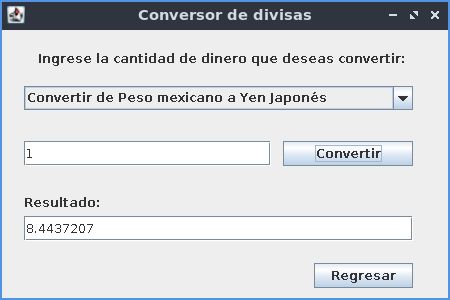 Conversor de divisas
Ingrese la cantidad de dinero que deseas convertir:
Convertir de Peso mexicano a Yen Japonés
1
Convertir
Resultado:
8.4437207
Regresar